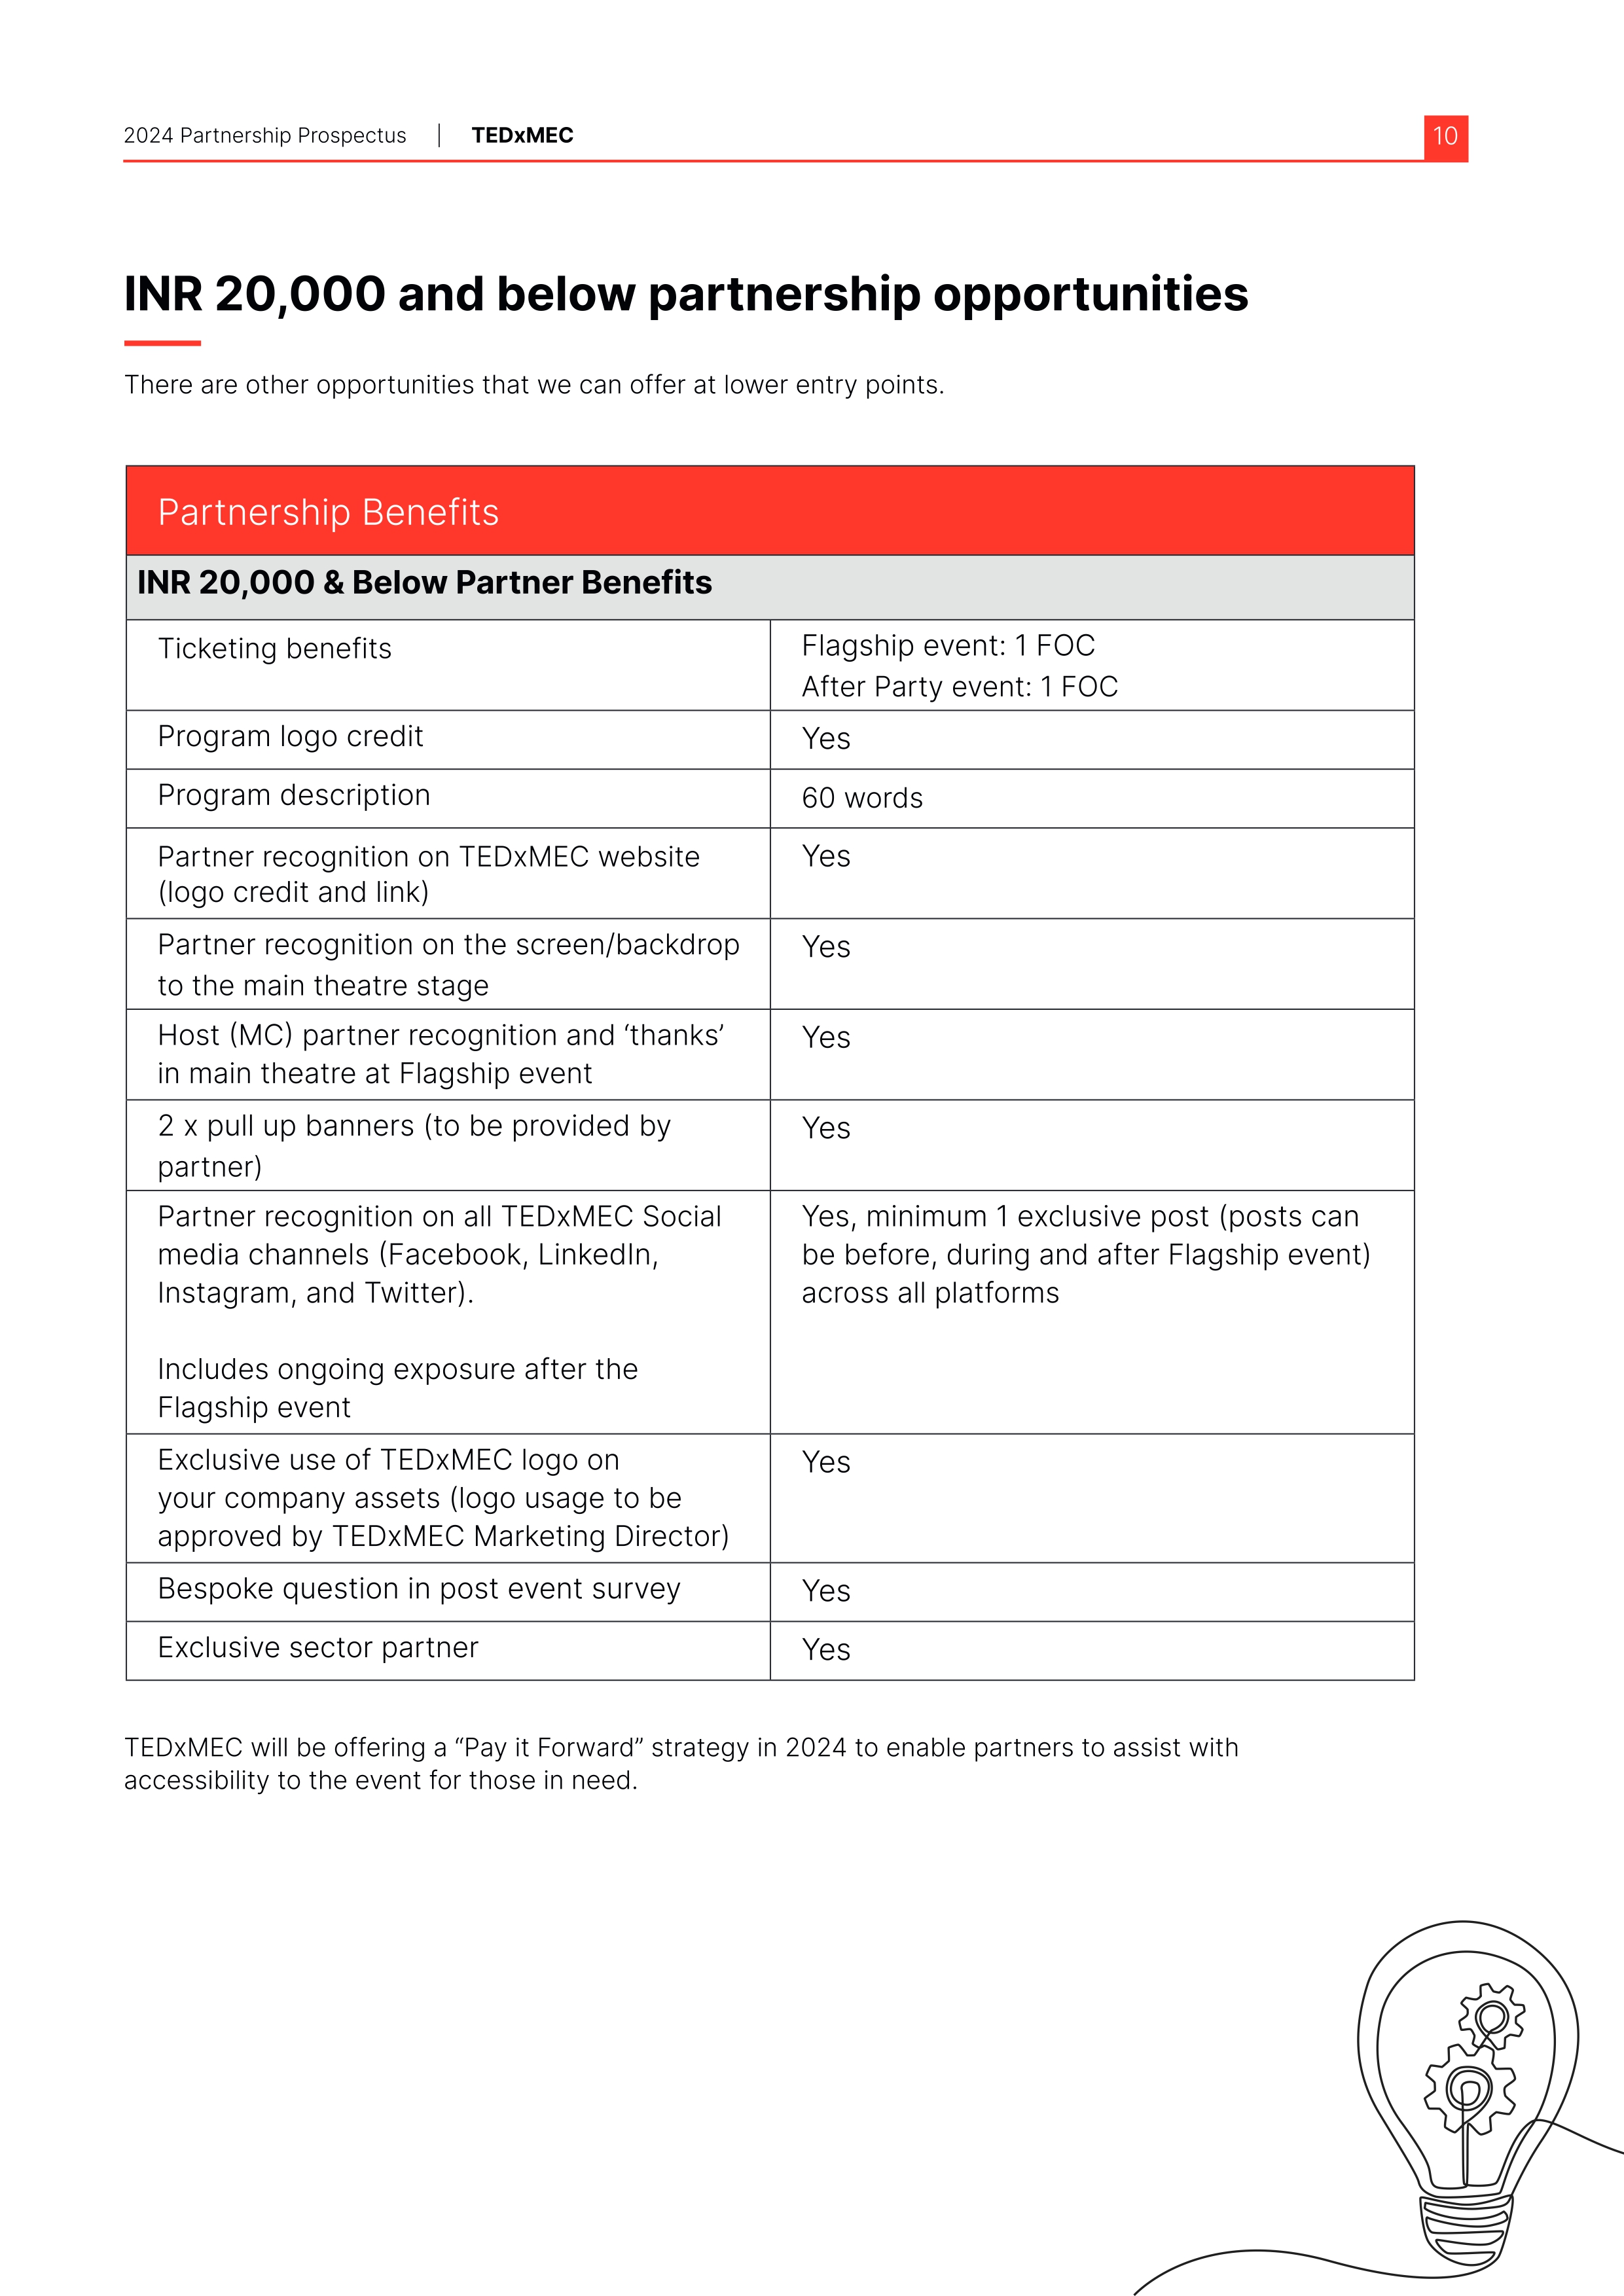 2024 Partnership Prospectus | TEDxMEC
10
INR 20,000 and below partnership opportunities
There are other opportunities that we can offer at lower entry points.
Partnership Benefits
INR 20,000 & Below Partner Benefits
Ticketing benefits
Flagship event: 1 FOC
After Party event: 1 FOC
Program logo credit
Yes
Program description
60 words
Partner recognition on TEDxMEC website
(logo credit and link)
Yes
Partner recognition on the screen/backdrop
to the main theatre stage
Yes
Host (MC) partner recognition and ‘thanks’
in main theatre at Flagship event
Yes
2 x pull up banners (to be provided by
partner)
Yes
Partner recognition on all TEDxMEC Social
media channels (Facebook, LinkedIn,
Instagram, and Twitter).
Includes ongoing exposure after the
Flagship event
Yes, minimum 1 exclusive post (posts can
be before, during and after Flagship event)
across all platforms
Exclusive use of TEDxMEC logo on
your company assets (logo usage to be
approved by TEDxMEC Marketing Director)
Yes
Bespoke question in post event survey
Yes
Exclusive sector partner
Yes
TEDxMEC will be offering a “Pay it Forward” strategy in 2024 to enable partners to assist with
accessibility to the event for those in need.